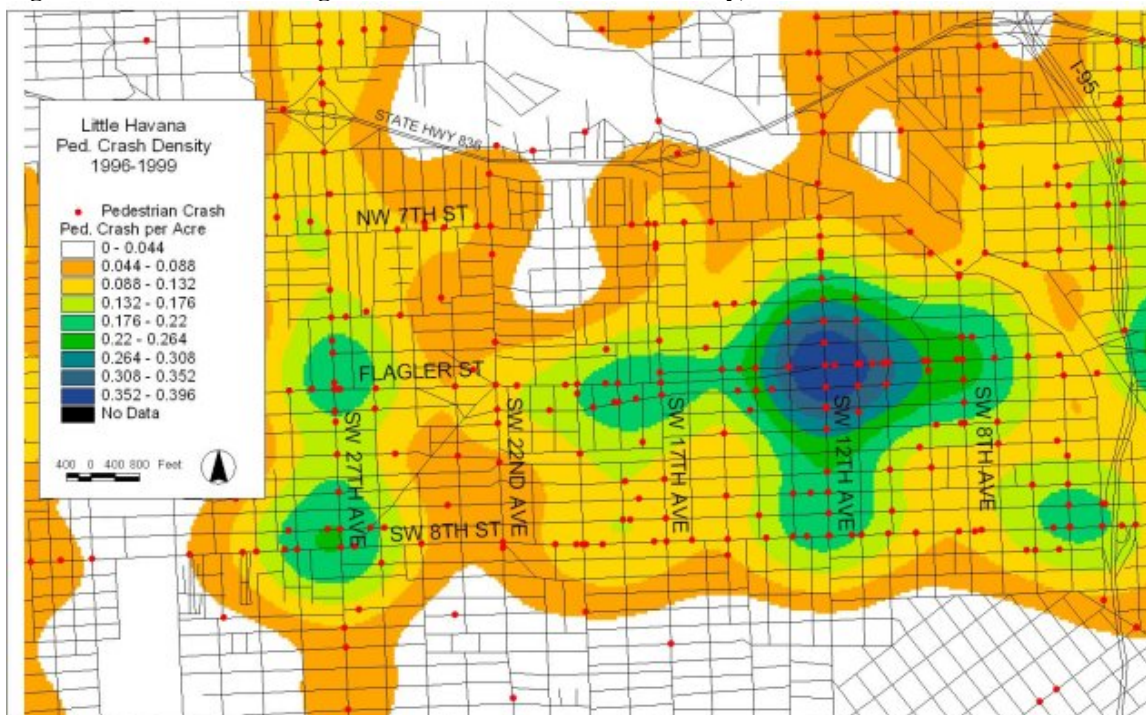 Little Havana
Ped. Crash Density
1996-1999
Pedestrian Crash
Ped. Crash per Acre
0 - 0.044
0.044 - 0.088
0.088 - 0.132
0.132 - 0.176
0.176 - 0.22
0.22 - 0.264
0.264 - 0.308
0.308 - 0.352
0.352 - 0.396
No Data
400 0 400 800 Feet
I-95
STATE HWY 836
NW 7TH ST
FLAGLER ST
SW 27TH AVE
SW 22ND AVE
SW 17TH AVE
SW 12TH AVE
SW 8TH AVE
SW 8TH ST